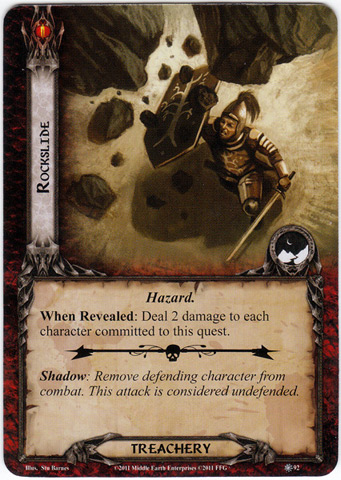 ROCKSLIDE
Hazard.
When Revealed: Deal 2 damage to each
character committed to this quest.
Shadow: Remove defending character from
combat. This attack is considered undefended.
TREACHERY
Illus. Stu Barnes
©2011 Middle Earth Enterprises ©2011 FFG
92